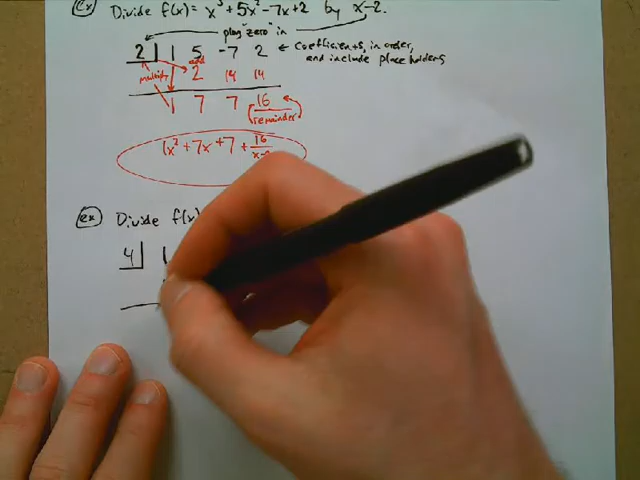 ex Divide f(x) = x³ + 5x² - 7x + 2 by x-2.
plug "zero" in
2 1 5 -7 2 ← coefficients, in order,
and include place holders
add
multiply 2 14 14
1 7 7 16
remainder
1x² + 7x + 7 + 16/x-2
ex Divide f(x)
4 1